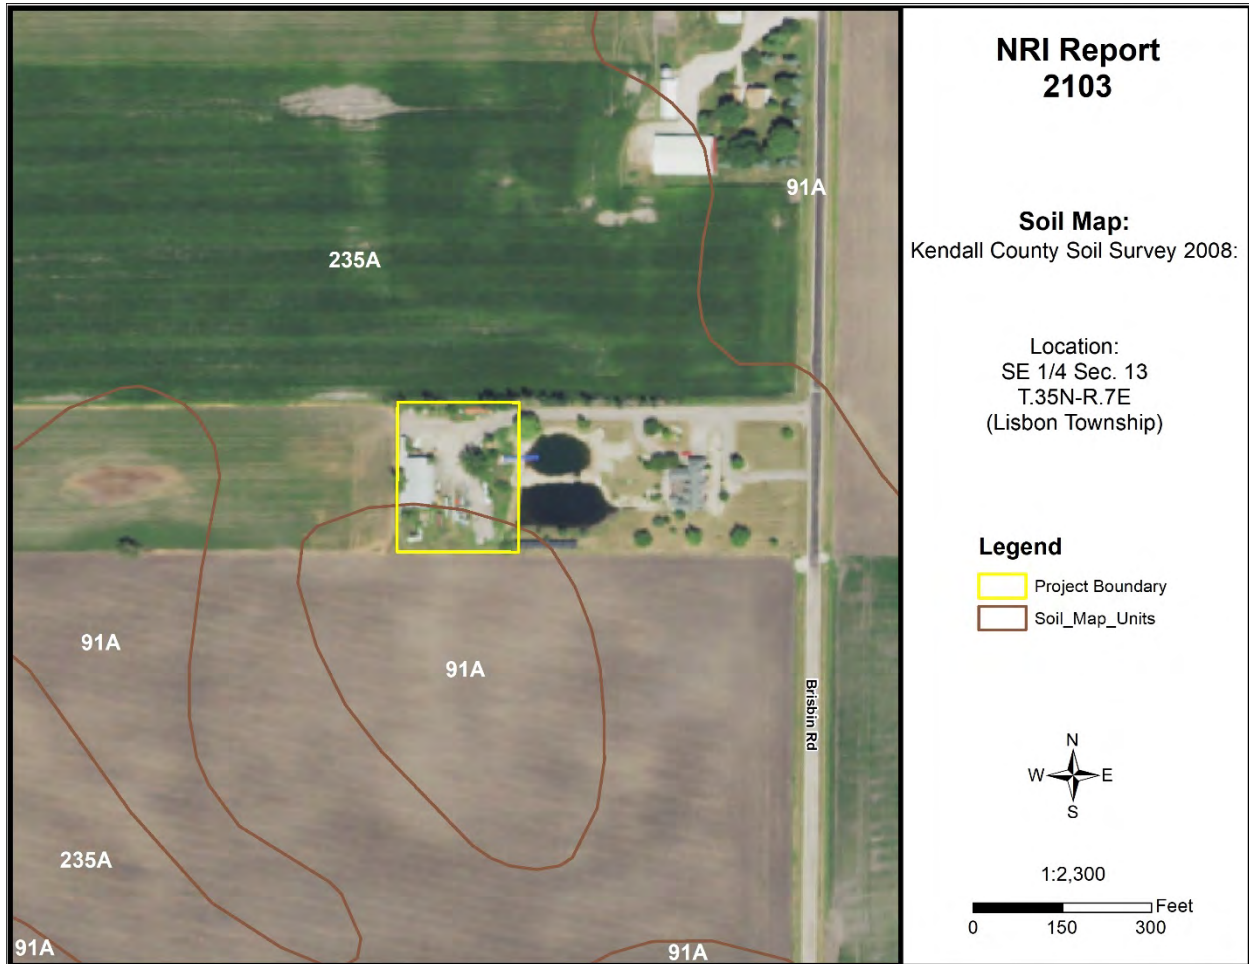 NRI Report
2103
Soil Map:
Kendall County Soil Survey 2008:
Location:
SE 1/4 Sec. 13
T.35N-R.7E
(Lisbon Township)
Legend
Project Boundary
Soil_Map_Units
N
W E
S
1:2,300
Feet
0 150 300
91A
235A
91A
91A
Brisbin Rd
235A
91A
91A